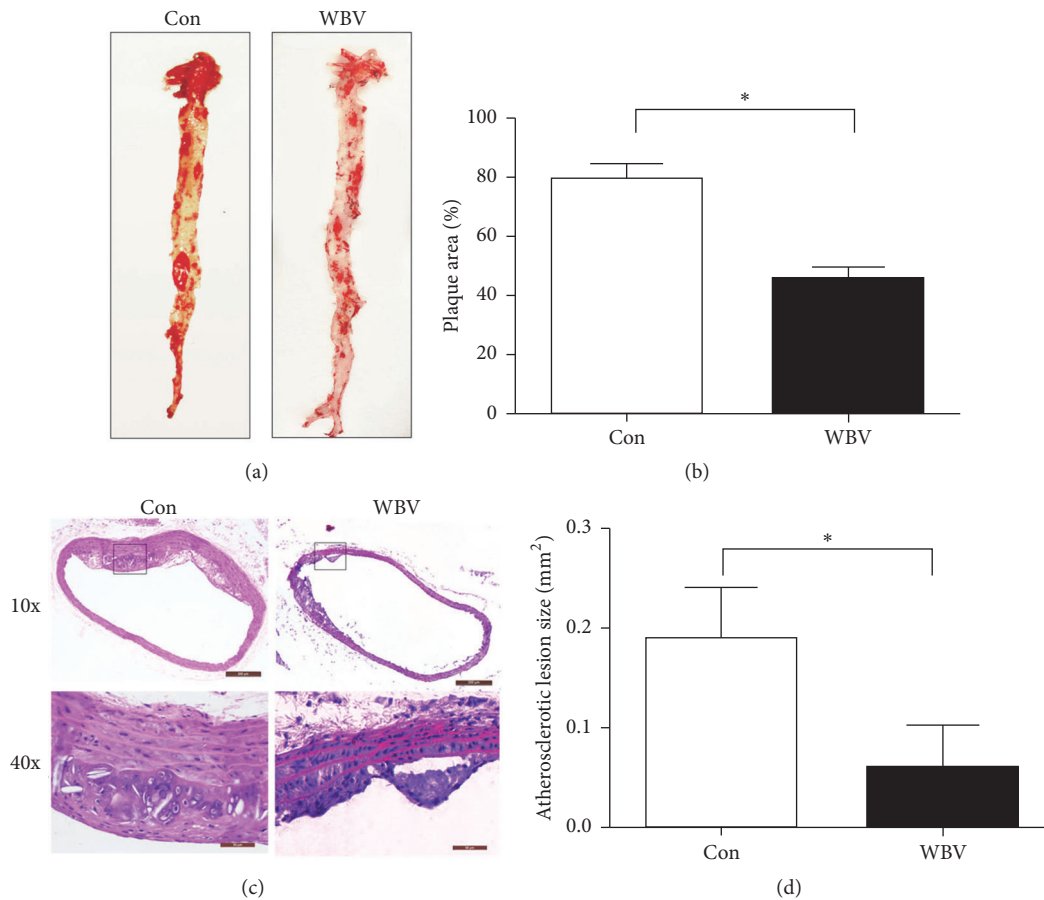 Con
WBV
(a)
*
100
80
60
40
20
0
Plaque area (%)
Con
WBV
(b)
Con
WBV
10x
40x
(c)
*
0.3
0.2
0.1
0.0
Atherosclerotic lesion size (mm²)
Con
WBV
(d)